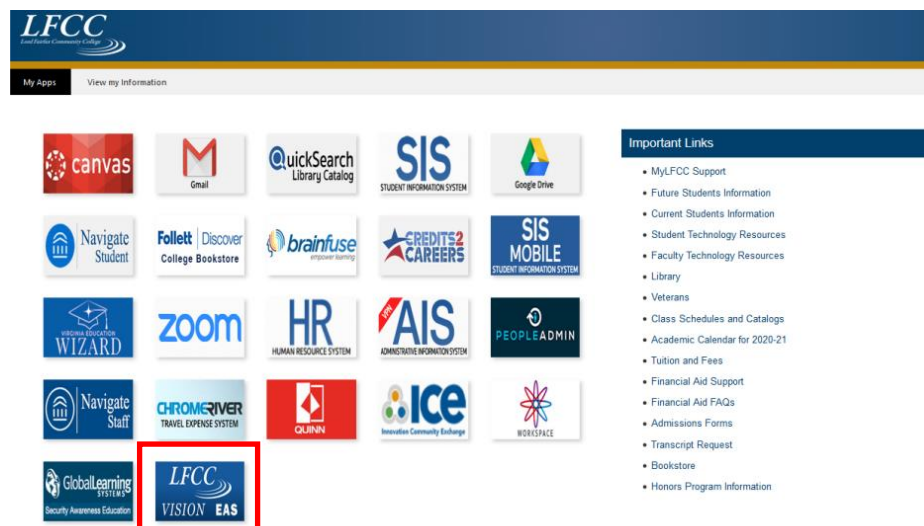 LFCC
Lord Fairfax Community College
My Apps View my Information
canvas
Gmail
QuickSearch
Library Catalog
SIS
STUDENT INFORMATION SYSTEM
Google Drive
Navigate
Student
Follett | Discover
College Bookstore
brainfuse
empower learning
CREDITS2
CAREERS
SIS
MOBILE
STUDENT INFORMATION SYSTEM
VIRGINIA EDUCATION
WIZARD
zoom
HR
HUMAN RESOURCE SYSTEM
VPN
AIS
ADMINISTRATIVE INFORMATION SYSTEM
PEOPLEADMIN
Navigate
Staff
CHROMERIVER
TRAVEL EXPENSE SYSTEM
QUINN
ICE
Innovation Community Exchange
WORKSPACE
GlobalLearning
SYSTEMS
Security Awareness Education
LFCC
VISION EAS
Important Links
• MyLFCC Support
• Future Students Information
• Current Students Information
• Student Technology Resources
• Faculty Technology Resources
• Library
• Veterans
• Class Schedules and Catalogs
• Academic Calendar for 2020-21
• Tuition and Fees
• Financial Aid Support
• Financial Aid FAQs
• Admissions Forms
• Transcript Request
• Bookstore
• Honors Program Information